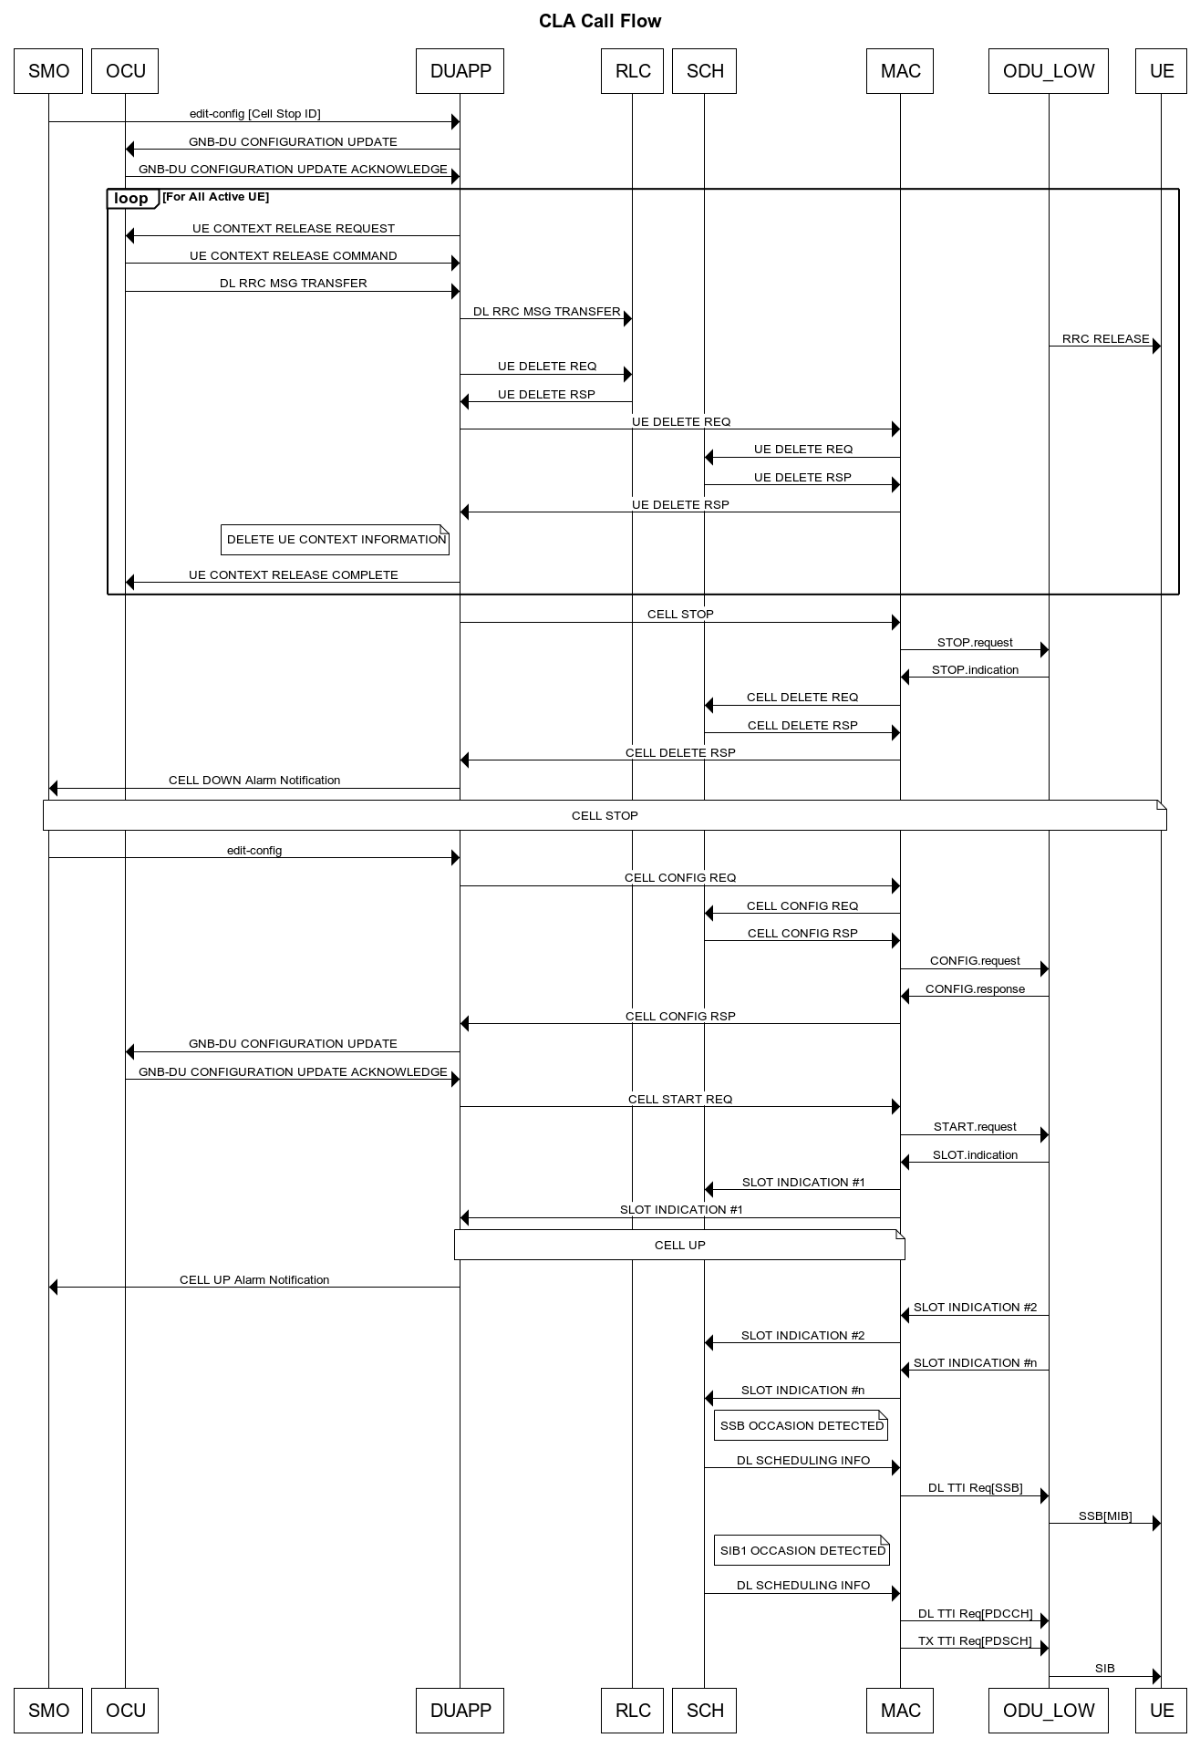 CLA Call Flow
SMO
OCU
DUAPP
RLC
SCH
MAC
ODU_LOW
UE
edit-config [Cell Stop ID]
GNB-DU CONFIGURATION UPDATE
GNB-DU CONFIGURATION UPDATE ACKNOWLEDGE
loop [For All Active UE]
UE CONTEXT RELEASE REQUEST
UE CONTEXT RELEASE COMMAND
DL RRC MSG TRANSFER
DL RRC MSG TRANSFER
RRC RELEASE
UE DELETE REQ
UE DELETE RSP
UE DELETE REQ
UE DELETE REQ
UE DELETE RSP
UE DELETE RSP
DELETE UE CONTEXT INFORMATION
UE CONTEXT RELEASE COMPLETE
CELL STOP
STOP.request
STOP.indication
CELL DELETE REQ
CELL DELETE RSP
CELL DELETE RSP
CELL DOWN Alarm Notification
CELL STOP
edit-config
CELL CONFIG REQ
CELL CONFIG REQ
CELL CONFIG RSP
CONFIG.request
CONFIG.response
CELL CONFIG RSP
GNB-DU CONFIGURATION UPDATE
GNB-DU CONFIGURATION UPDATE ACKNOWLEDGE
CELL START REQ
START.request
SLOT.indication
SLOT INDICATION #1
SLOT INDICATION #1
CELL UP
CELL UP Alarm Notification
SLOT INDICATION #2
SLOT INDICATION #2
SLOT INDICATION #n
SLOT INDICATION #n
SSB OCCASION DETECTED
DL SCHEDULING INFO
DL TTI Req[SSB]
SSB[MIB]
SIB1 OCCASION DETECTED
DL SCHEDULING INFO
DL TTI Req[PDCCH]
TX TTI Req[PDSCH]
SIB
SMO
OCU
DUAPP
RLC
SCH
MAC
ODU_LOW
UE